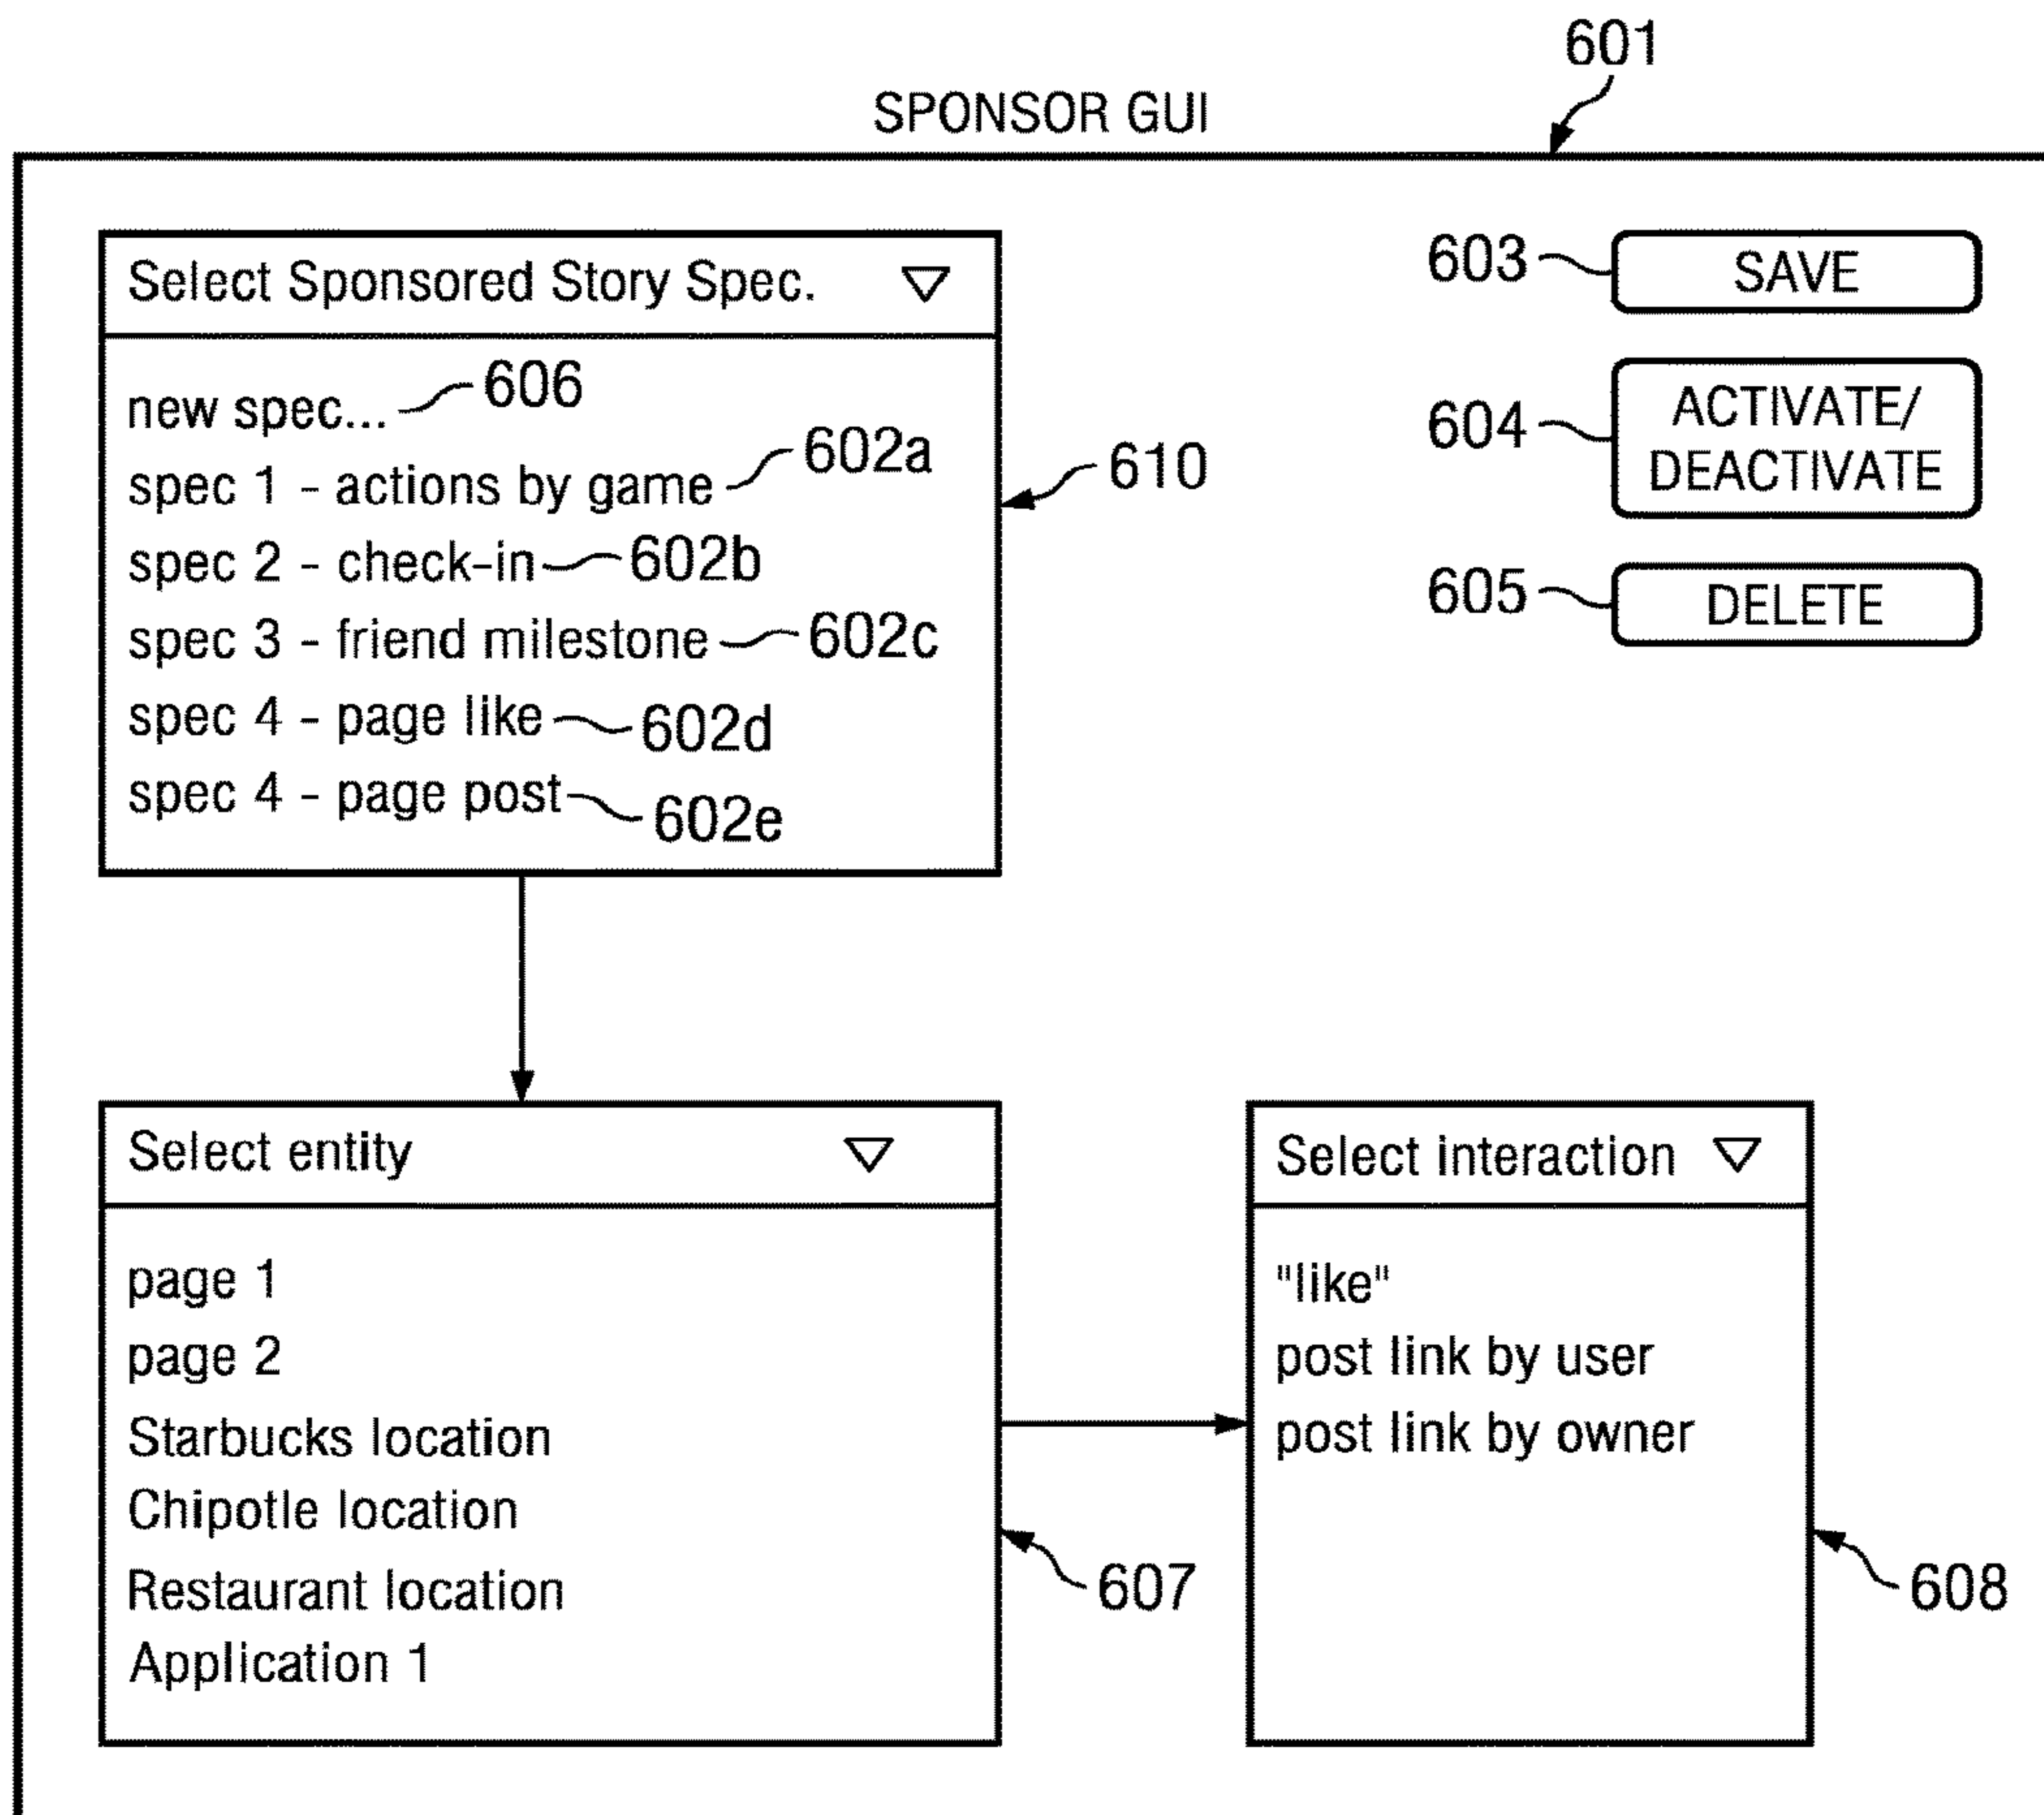 601
SPONSOR GUI
Select Sponsored Story Spec.
new spec... 606
spec 1 - actions by game 602a
spec 2 - check-in 602b
spec 3 - friend milestone 602c
spec 4 - page like 602d
spec 4 - page post 602e
610
603 SAVE
604 ACTIVATE/
DEACTIVATE
605 DELETE
Select entity
page 1
page 2
Starbucks location
Chipotle location
Restaurant location
Application 1
607
Select interaction
"like"
post link by user
post link by owner
608